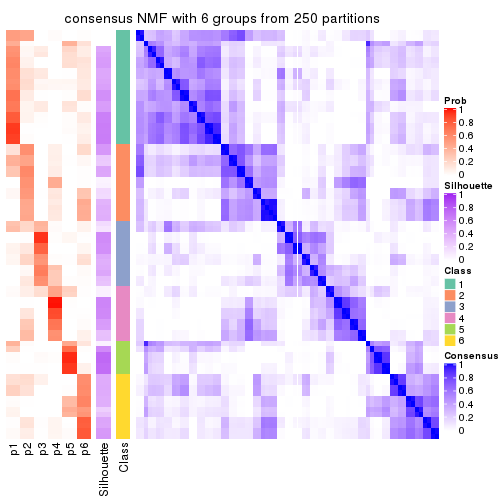 consensus NMF with 6 groups from 250 partitions
Prob
1
0.8
0.6
0.4
0.2
0
Silhouette
1
0.8
0.6
0.4
0.2
0
Class
1
2
3
4
5
6
Consensus
1
0.8
0.6
0.4
0.2
0
p1
p2
p3
p4
p5
p6
Silhouette
Class